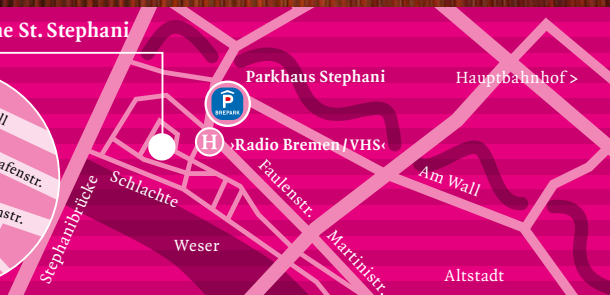 St. Stephani
Parkhaus Stephani
Hauptbahnhof >
P
BREPARK
H
›Radio Bremen/VHS‹
Faulenstr.
Am Wall
Schlachte
Stephanibrücke
Weser
Martinistr.
Altstadt